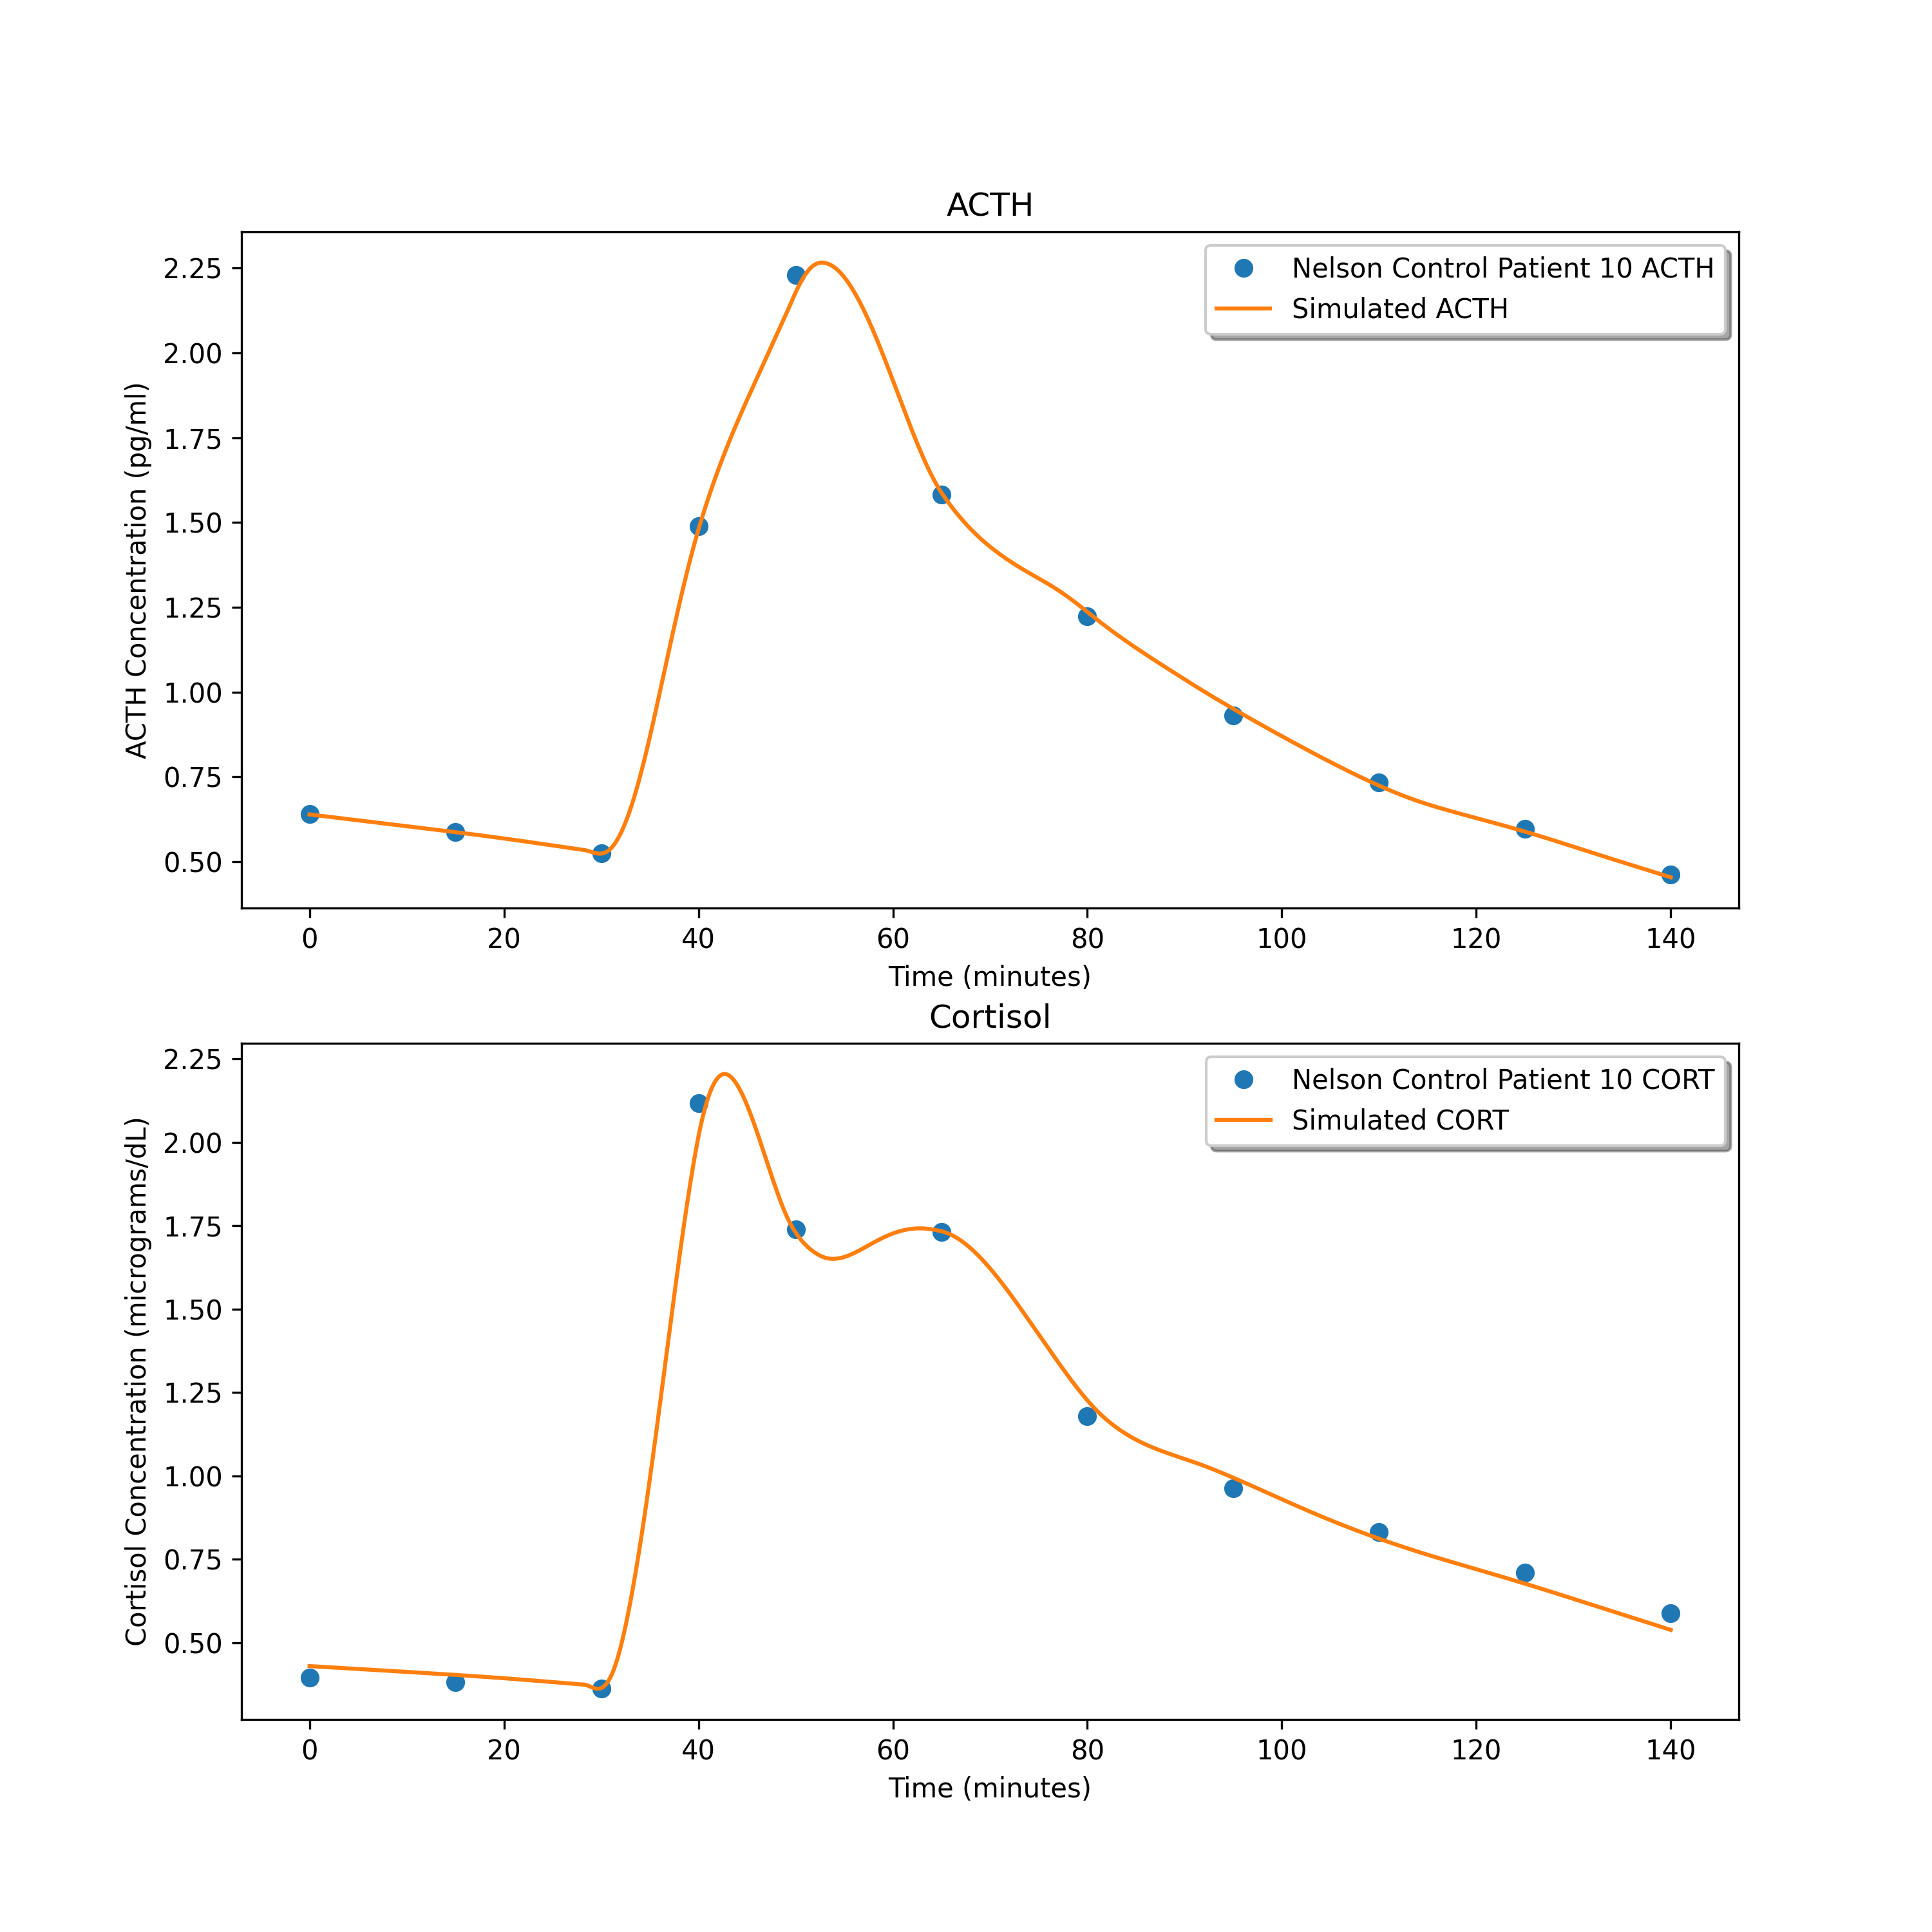 ACTH
2.25
2.00
1.75
1.50
1.25
1.00
0.75
0.50
ACTH Concentration (pg/ml)
Nelson Control Patient 10 ACTH
Simulated ACTH
0 20 40 60 80 100 120 140
Time (minutes)
Cortisol
2.25
2.00
1.75
1.50
1.25
1.00
0.75
0.50
Cortisol Concentration (micrograms/dL)
Nelson Control Patient 10 CORT
Simulated CORT
0 20 40 60 80 100 120 140
Time (minutes)